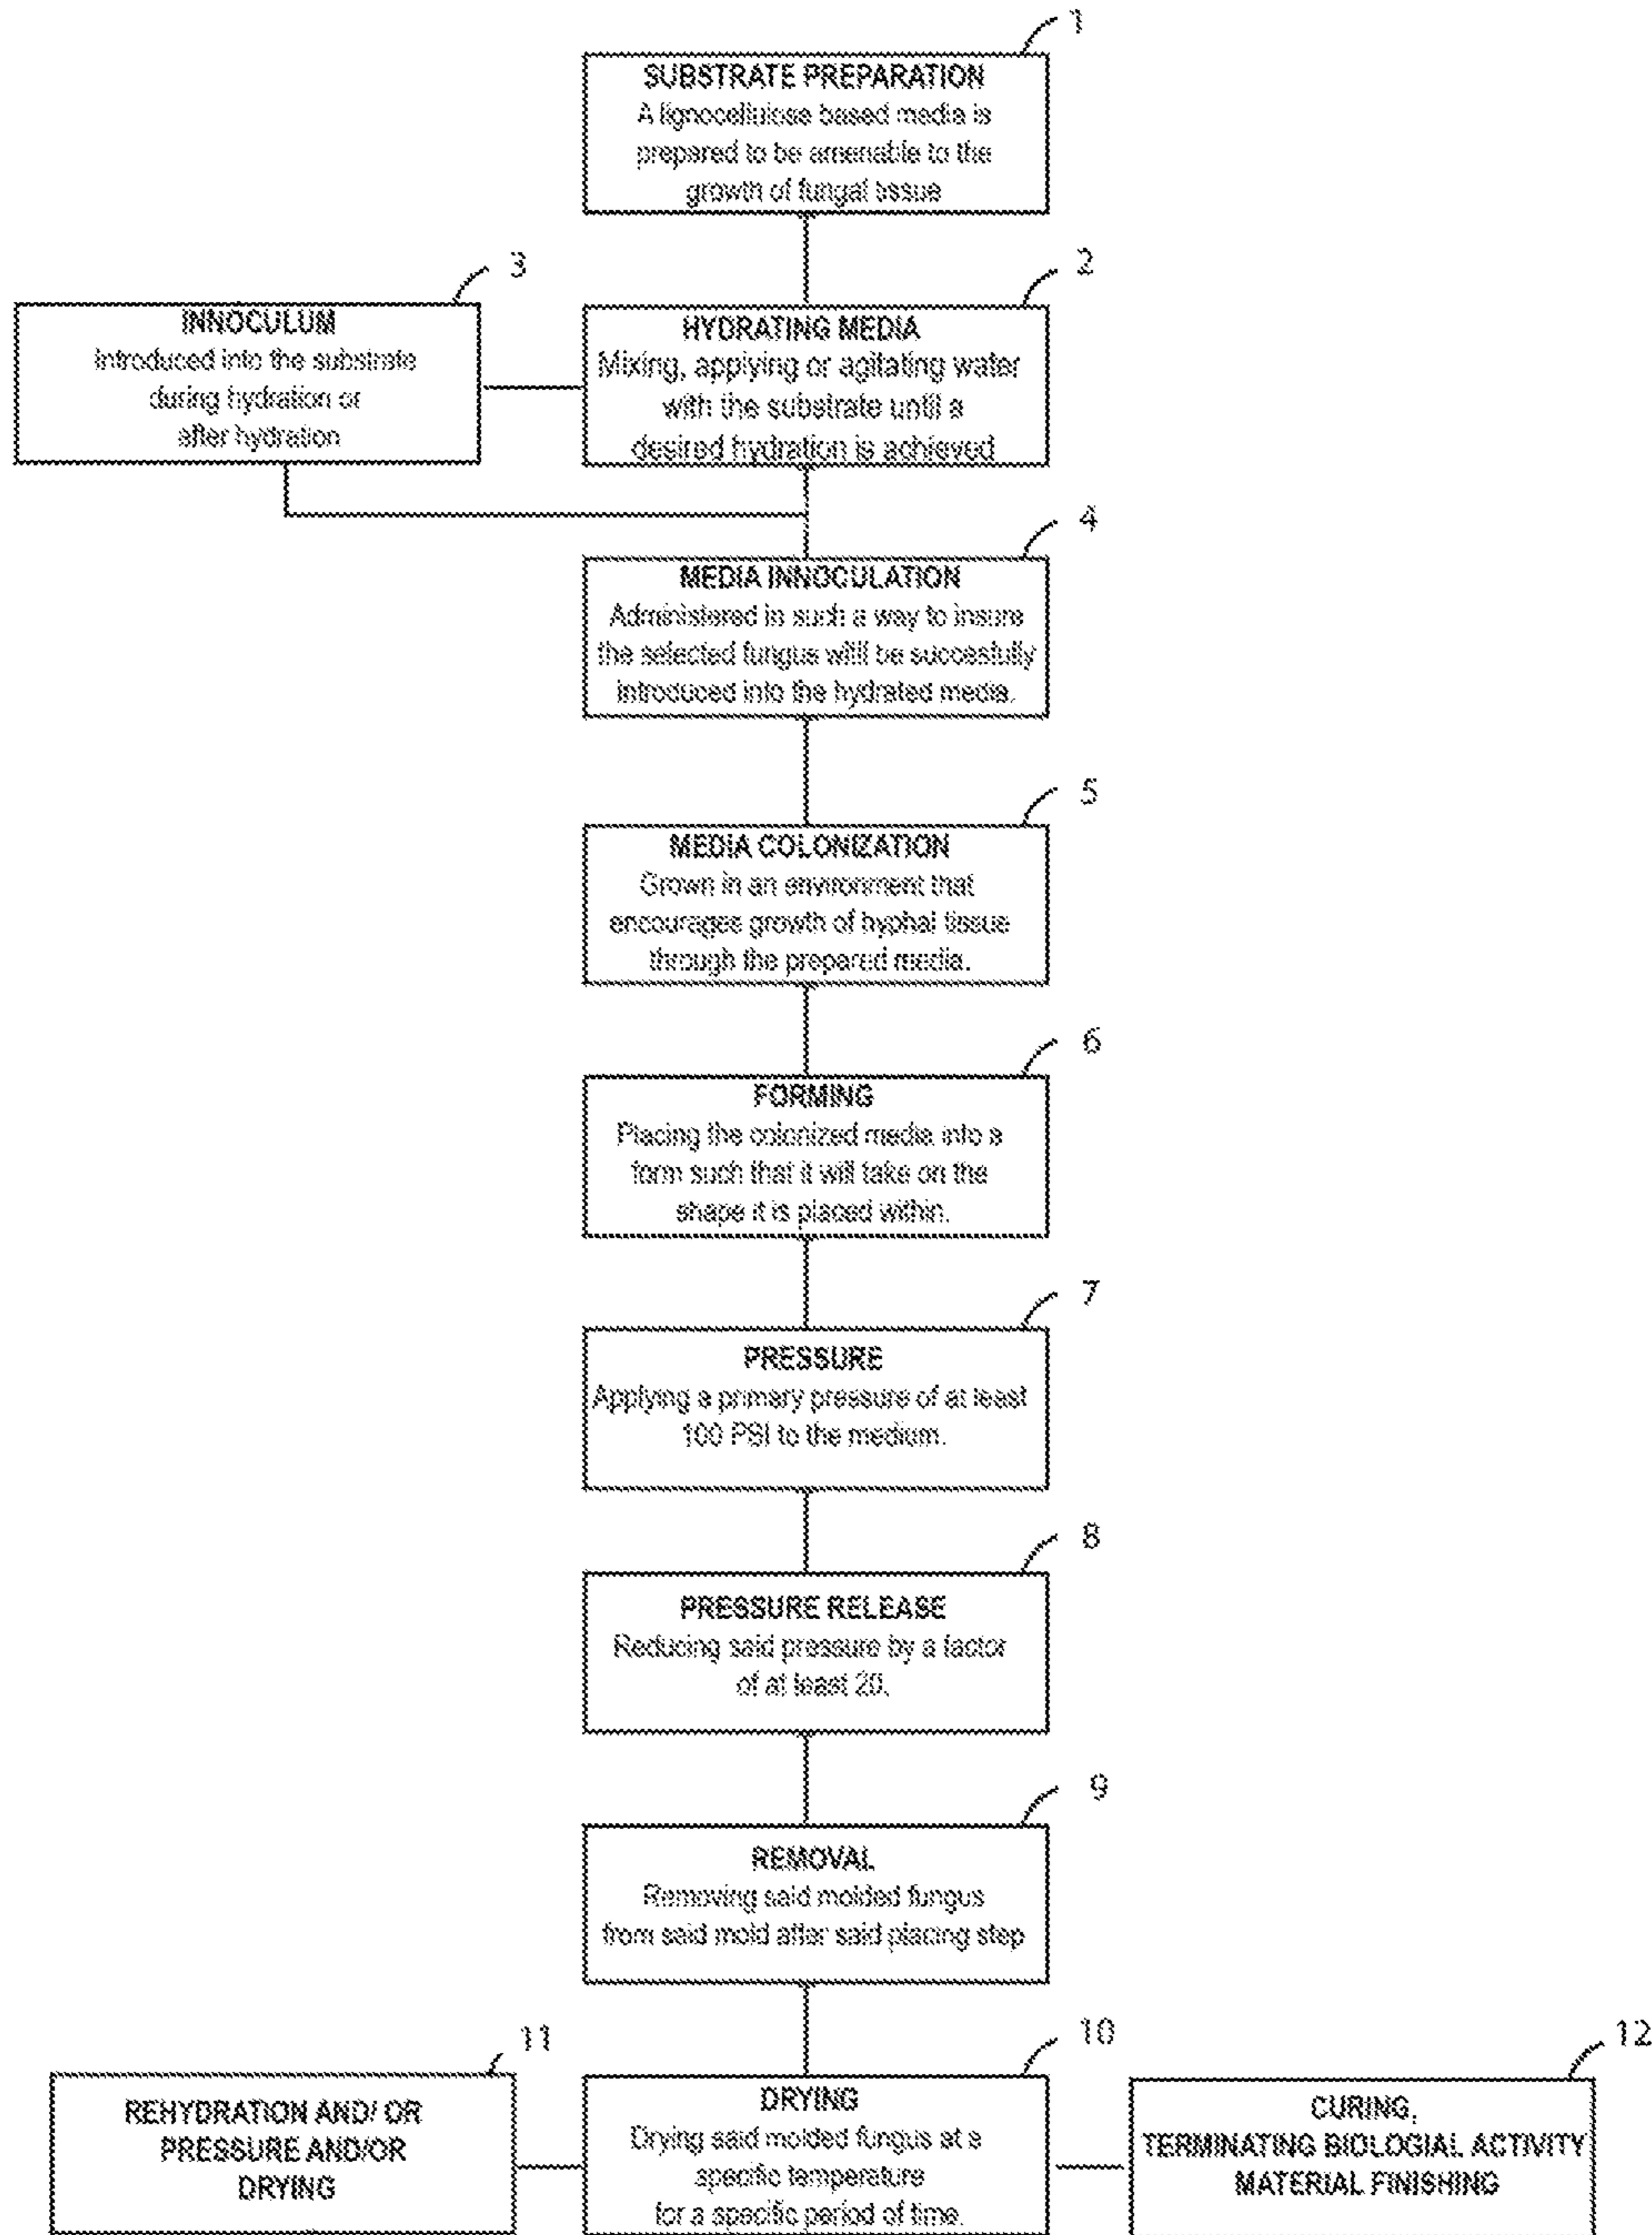 1
SUBSTRATE PREPARATION
A lignocellulose based media is
prepared to be amenable to the
growth of fungal tissue
3
INNOCULUM
Introduced into the substrate
during hydration or
after hydration
2
HYDRATING MEDIA
Mixing, applying or agitating water
with the substrate until a
desired hydration is achieved
4
MEDIA INNOCULATION
Administered in such a way to insure
the selected fungus will be succesfully
introduced into the hydrated media.
5
MEDIA COLONIZATION
Grown in an environment that
encourages growth of hyphal tissue
through the prepared media.
6
FORMING
Placing the colonized media into a
form such that it will take on the
shape it is placed within.
7
PRESSURE
Applying a primary pressure of at least
100 PSI to the medium.
8
PRESSURE RELEASE
Reducing said pressure by a factor
of at least 20.
9
REMOVAL
Removing said molded fungus
from said mold after said placing step
11
REHYDRATION AND/ OR
PRESSURE AND/OR
DRYING
10
DRYING
Drying said molded fungus at a
specific temperature
for a specific period of time.
12
CURING,
TERMINATING BIOLOGIAL ACTIVITY
MATERIAL FINISHING